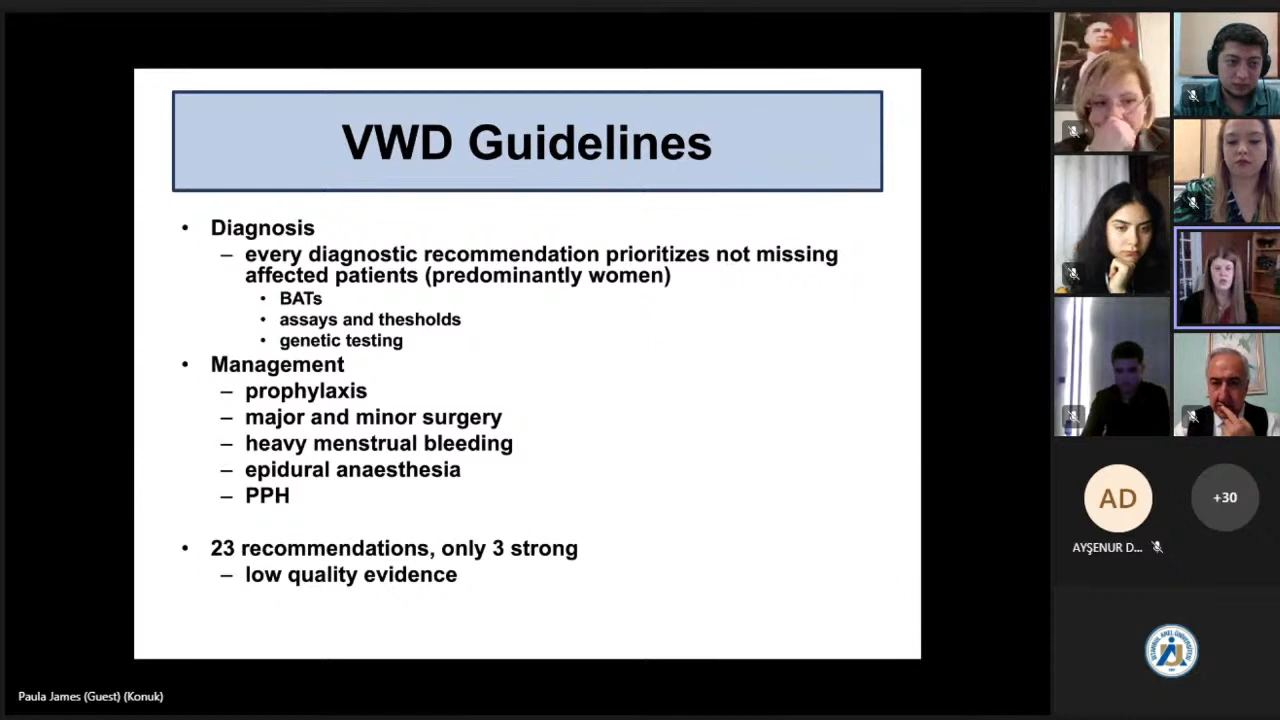 VWD Guidelines
• Diagnosis
– every diagnostic recommendation prioritizes not missing
affected patients (predominantly women)
• BATs
• assays and thesholds
• genetic testing
• Management
– prophylaxis
– major and minor surgery
– heavy menstrual bleeding
– epidural anaesthesia
– PPH
• 23 recommendations, only 3 strong
– low quality evidence
AD
+30
AYŞENUR D...
Paula James (Guest) (Konuk)